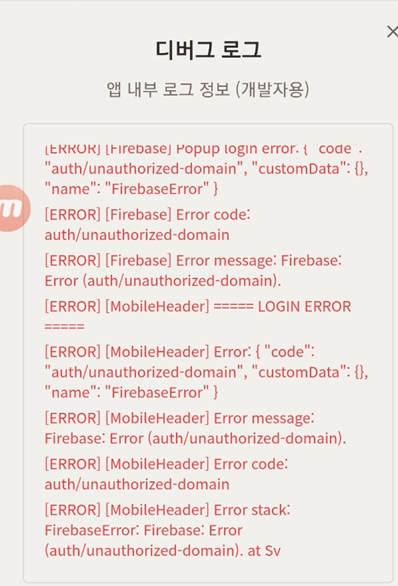 디버그 로그
앱 내부 로그 정보 (개발자용)
[ERROR] [Firebase] Popup login error: { "code":
"auth/unauthorized-domain", "customData": {},
"name": "FirebaseError" }
[ERROR] [Firebase] Error code:
auth/unauthorized-domain
[ERROR] [Firebase] Error message: Firebase:
Error (auth/unauthorized-domain).
[ERROR] [MobileHeader] ===== LOGIN ERROR
=====
[ERROR] [MobileHeader] Error: { "code":
"auth/unauthorized-domain", "customData": {},
"name": "FirebaseError" }
[ERROR] [MobileHeader] Error message:
Firebase: Error (auth/unauthorized-domain).
[ERROR] [MobileHeader] Error code:
auth/unauthorized-domain
[ERROR] [MobileHeader] Error stack:
FirebaseError: Firebase: Error
(auth/unauthorized-domain). at Sv
m